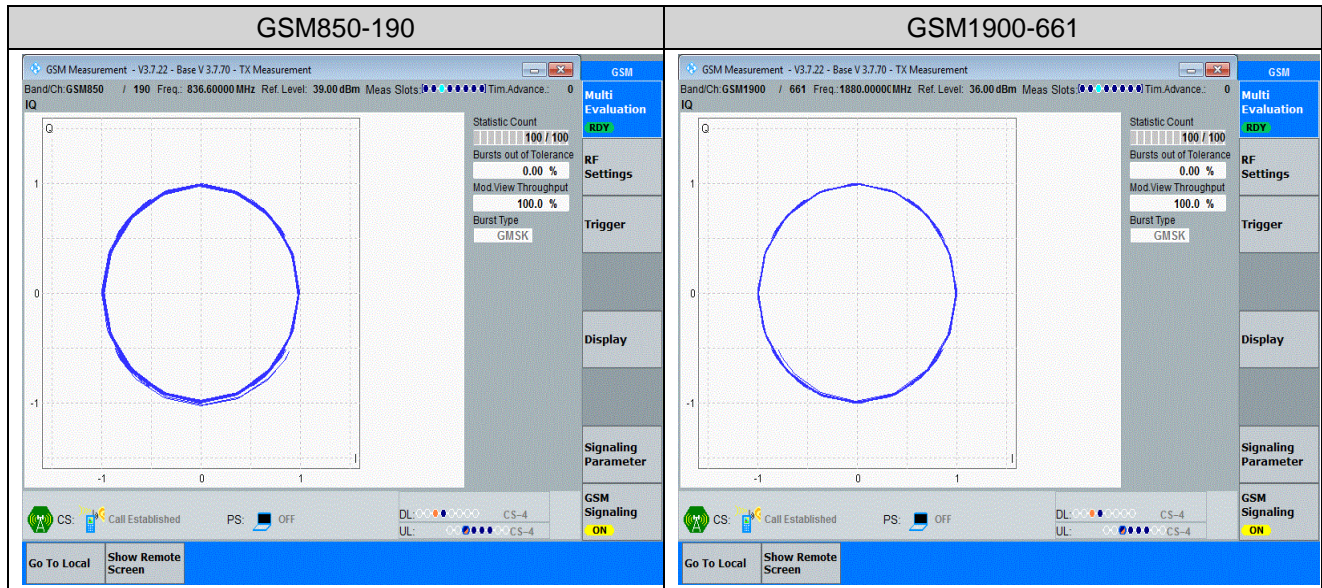 GSM850-190
GSM Measurement - V3.7.22 - Base V 3.7.70 - TX Measurement
GSM
Band/Ch: GSM850 / 190 Freq.: 836.60000 MHz Ref. Level: 39.00 dBm Meas Slots: Tim.Advance.: 0
IQ
Multi Evaluation
RDY
Q
Statistic Count
100 / 100
Bursts out of Tolerance
0.00 %
Mod.View Throughput
100.0 %
Burst Type
GMSK
RF Settings
Trigger
Display
Signaling Parameter
GSM Signaling
ON
1
0
-1
I
-1 0 1
CS: Call Established PS: OFF
DL: CS-4
UL: CS-4
Go To Local
Show Remote Screen
GSM1900-661
GSM Measurement - V3.7.22 - Base V 3.7.70 - TX Measurement
GSM
Band/Ch: GSM1900 / 661 Freq.: 1880.0000 MHz Ref. Level: 36.00 dBm Meas Slots: Tim.Advance.: 0
IQ
Multi Evaluation
RDY
Q
Statistic Count
100 / 100
Bursts out of Tolerance
0.00 %
Mod.View Throughput
100.0 %
Burst Type
GMSK
RF Settings
Trigger
Display
Signaling Parameter
GSM Signaling
ON
1
0
-1
I
-1 0 1
CS: Call Established PS: OFF
DL: CS-4
UL: CS-4
Go To Local
Show Remote Screen